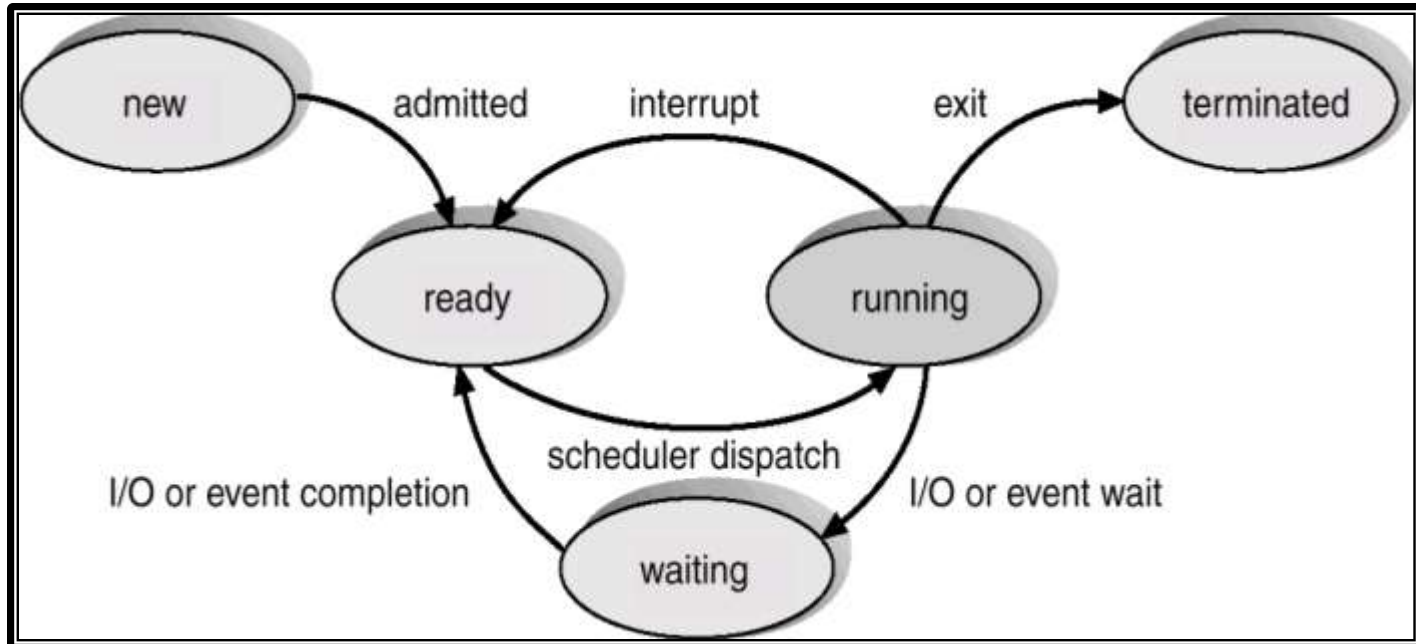 new
admitted
interrupt
exit
terminated
ready
running
scheduler dispatch
I/O or event completion
I/O or event wait
waiting